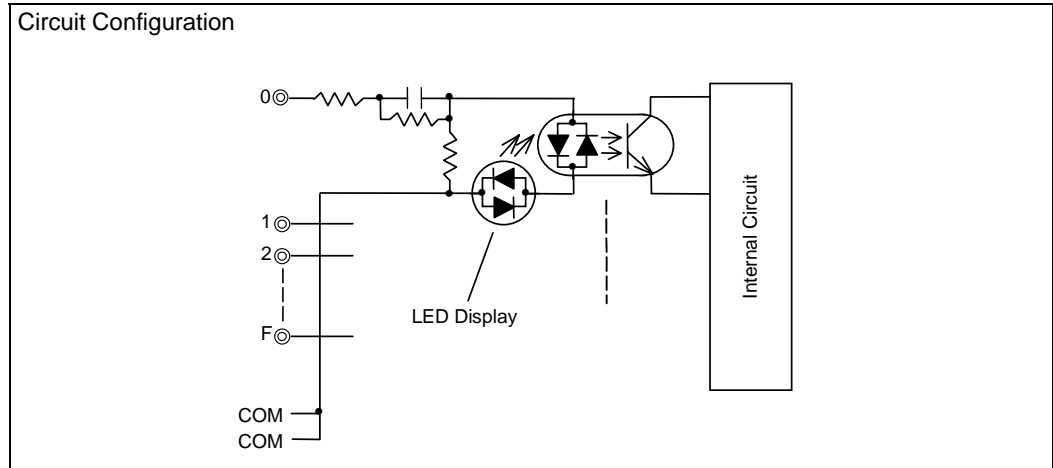 Circuit Configuration
0
1
2
F
LED Display
Internal Circuit
COM
COM